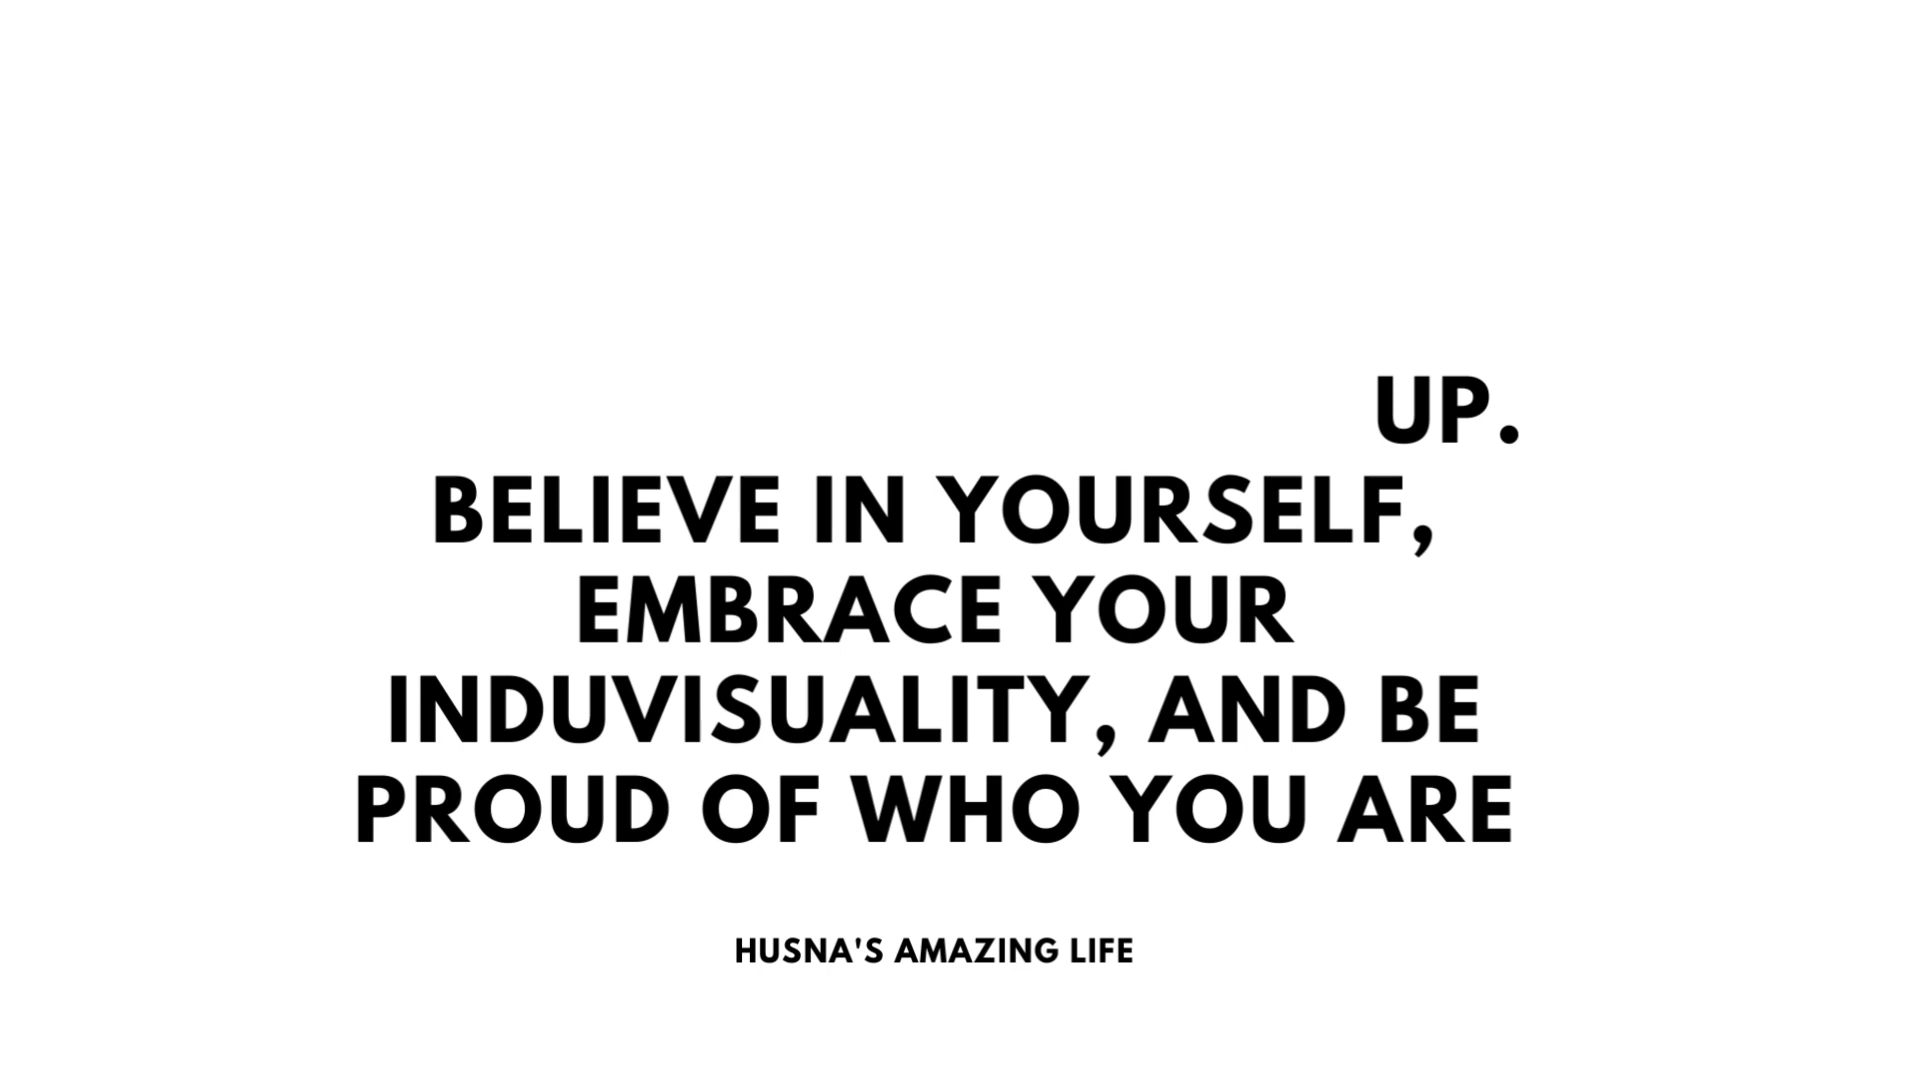 UP.
BELIEVE IN YOURSELF,
EMBRACE YOUR
INDUVISUALITY, AND BE
PROUD OF WHO YOU ARE
HUSNA'S AMAZING LIFE